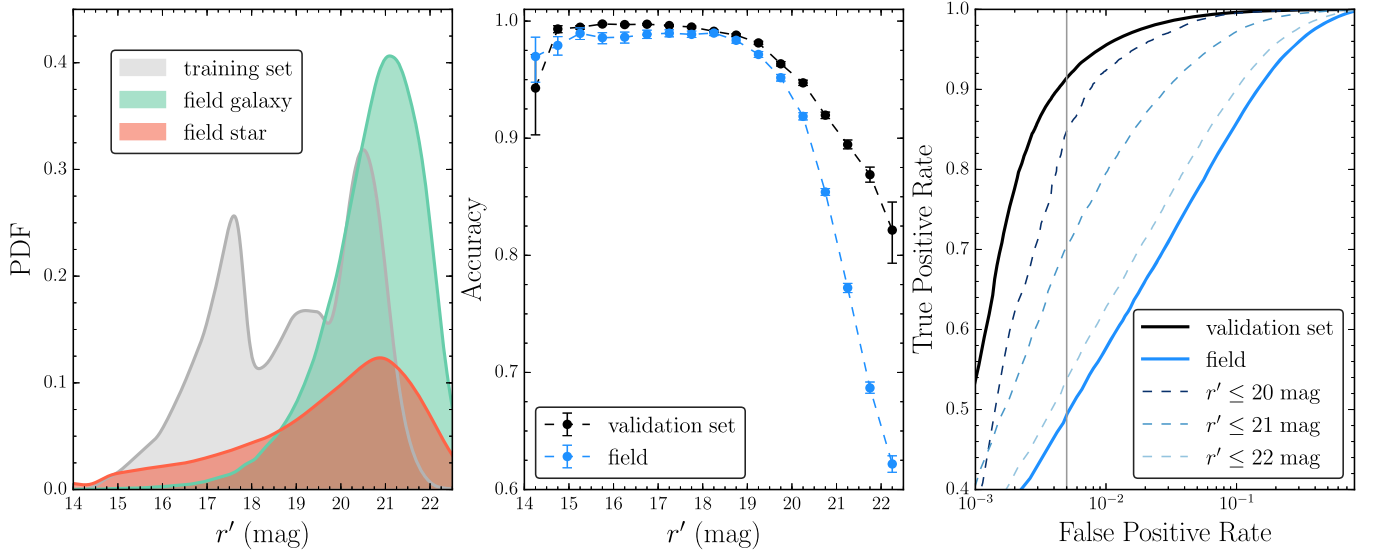 PDF
0.4
0.3
0.2
0.1
0.0
training set
field galaxy
field star
14 15 16 17 18 19 20 21 22
r′ (mag)
Accuracy
1.0
0.9
0.8
0.7
0.6
validation set
field
14 15 16 17 18 19 20 21 22
r′ (mag)
True Positive Rate
1.0
0.9
0.8
0.7
0.6
0.5
0.4
validation set
field
r′ ≤ 20 mag
r′ ≤ 21 mag
r′ ≤ 22 mag
10⁻³ 10⁻² 10⁻¹
False Positive Rate